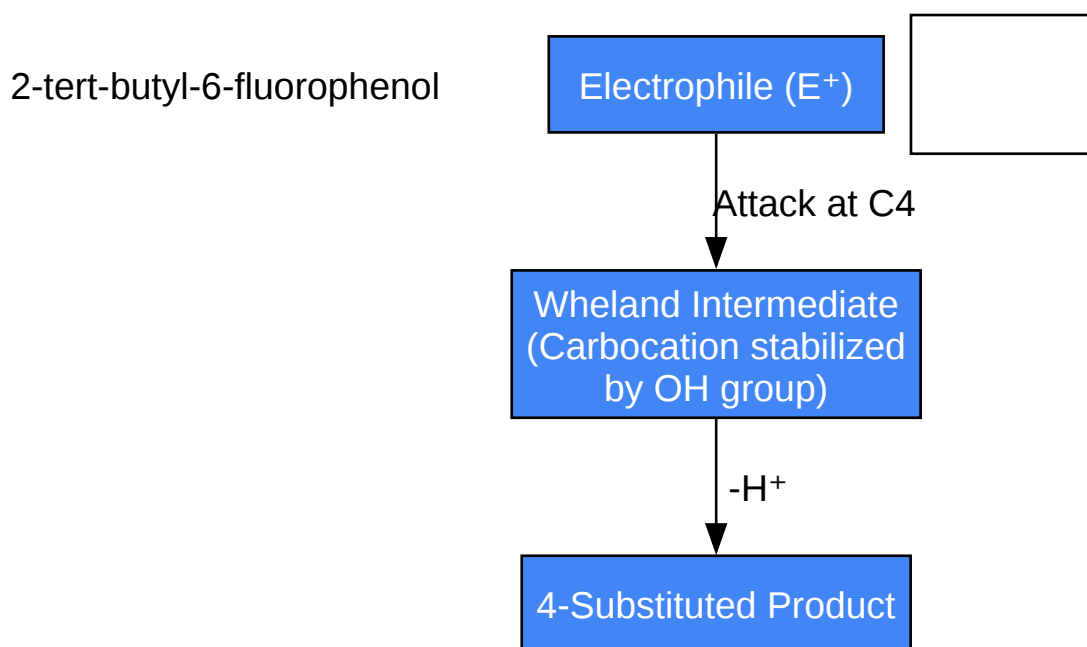 2-tert-butyl-6-fluorophenol
Electrophile (E⁺)
Attack at C4
Wheland Intermediate
(Carbocation stabilized
by OH group)
-H⁺
4-Substituted Product